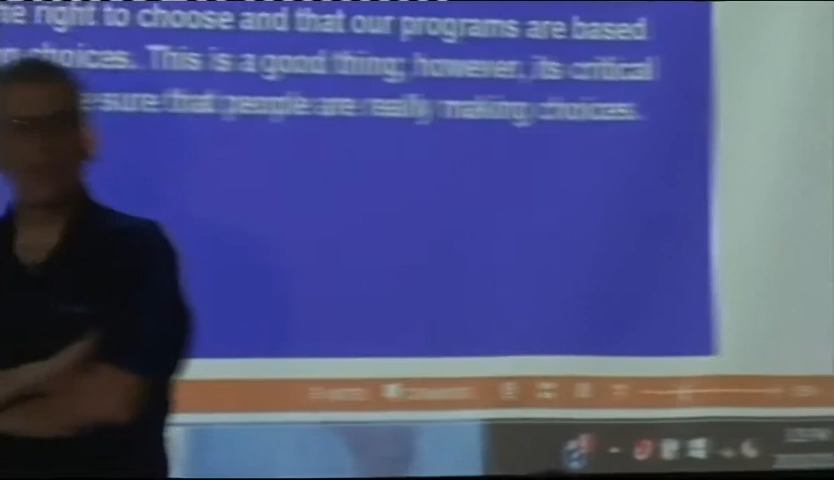 he right to choose and that our programs are based
choices. This is a good thing; however, its critical
sure that people are really making choices.